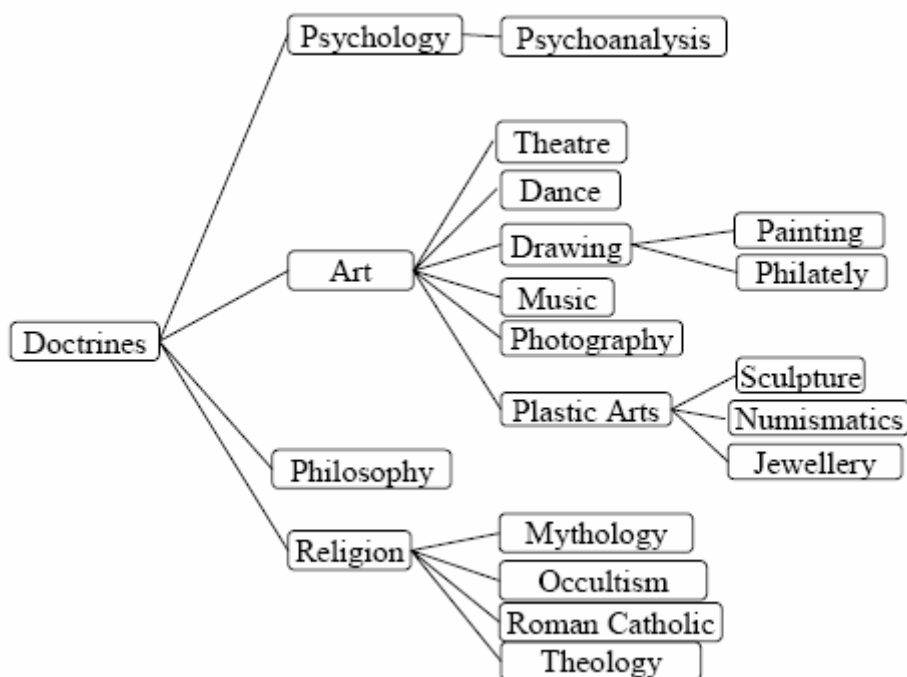 Psychology
Psychoanalysis
Theatre
Dance
Drawing
Painting
Philately
Art
Music
Photography
Doctrines
Plastic Arts
Sculpture
Numismatics
Jewellery
Philosophy
Religion
Mythology
Occultism
Roman Catholic
Theology